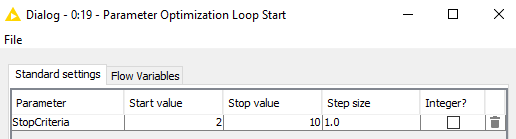 Dialog - 0:19 - Parameter Optimization Loop Start
File
Standard settings Flow Variables
Parameter Start value Stop value Step size Integer?
StopCriteria 2 10 1.0